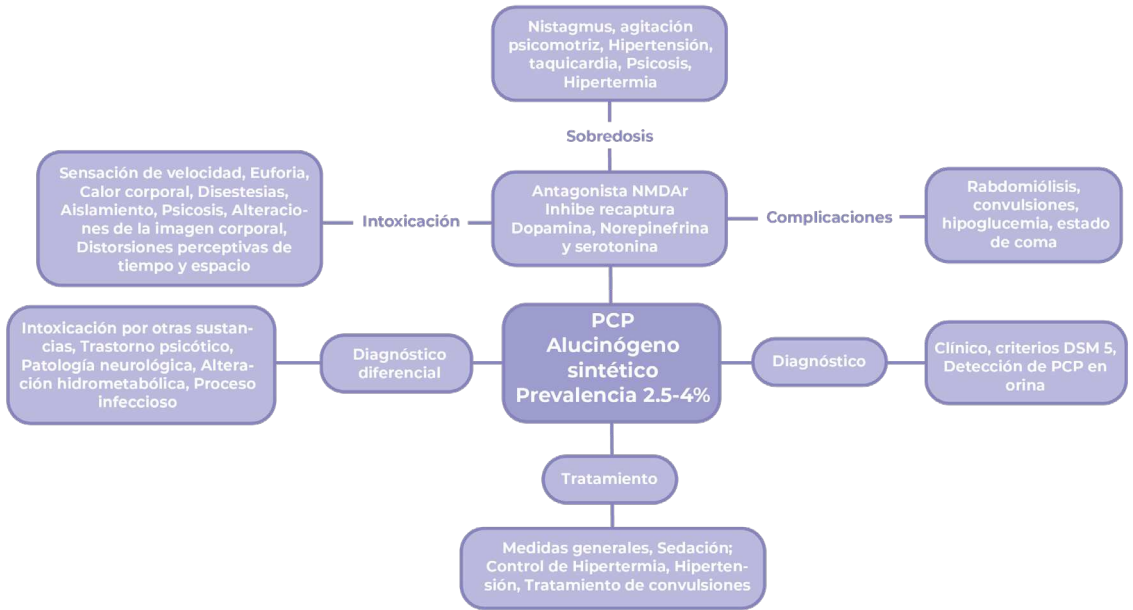 Nistagmus, agitación
psicomotriz, Hipertensión,
taquicardia, Psicosis,
Hipertermia
Sobredosis
Sensación de velocidad, Euforia,
Calor corporal, Disestesias,
Aislamiento, Psicosis, Alteracio-
nes de la imagen corporal,
Distorsiones perceptivas de
tiempo y espacio
Intoxicación
Antagonista NMDAr
Inhibe recaptura
Dopamina, Norepinefrina
y serotonina
Complicaciones
Rabdomiólisis,
convulsiones,
hipoglucemia, estado
de coma
Intoxicación por otras sustan-
cias, Trastorno psicótico,
Patología neurológica, Altera-
ción hidrometabólica, Proceso
infeccioso
Diagnóstico
diferencial
PCP
Alucinógeno
sintético
Prevalencia 2.5-4%
Diagnóstico
Clínico, criterios DSM 5,
Detección de PCP en
orina
Tratamiento
Medidas generales, Sedación;
Control de Hipertermia, Hiperten-
sión, Tratamiento de convulsiones